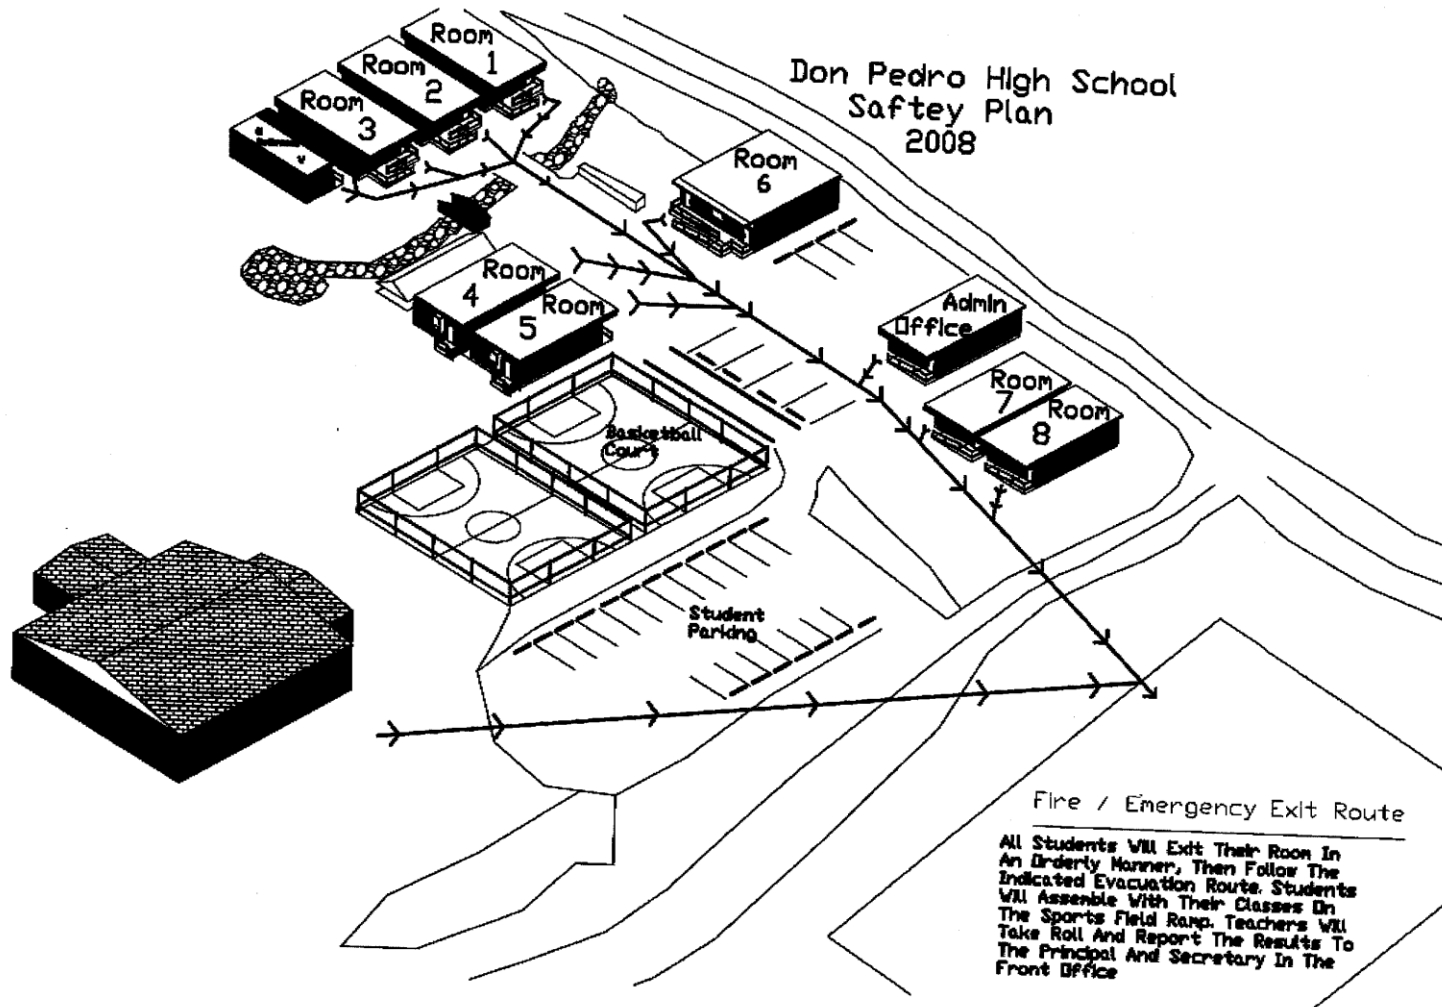 Don Pedro High School
Saftey Plan
2008
Room
1
Room
2
Room
3
Room
6
Room
4
Room
5
Admin
Office
Room
7
Room
8
Basketball
Court
Student
Parking
Fire / Emergency Exit Route
All Students Will Exit Their Room In
An Orderly Manner, Then Follow The
Indicated Evacuation Route. Students
Will Assemble With Their Classes On
The Sports Field Ramp. Teachers Will
Take Roll And Report The Results To
The Principal And Secretary In The
Front Office